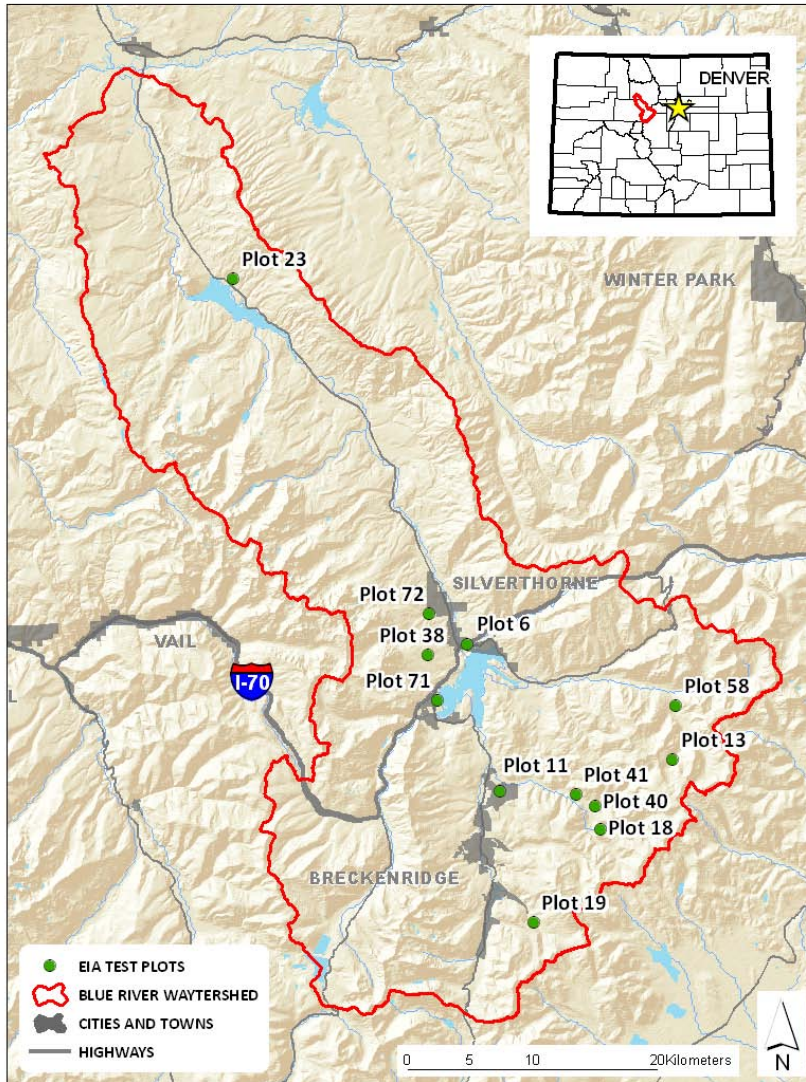 DENVER
Plot 23
WINTER PARK
SILVERTHORNE
Plot 72
Plot 6
Plot 38
VAIL
I-70
Plot 71
Plot 58
Plot 13
Plot 11
Plot 41
Plot 40
Plot 18
BRECKENRIDGE
Plot 19
EIA TEST PLOTS
BLUE RIVER WAYTERSHED
CITIES AND TOWNS
HIGHWAYS
0 5 10 20Kilometers
N